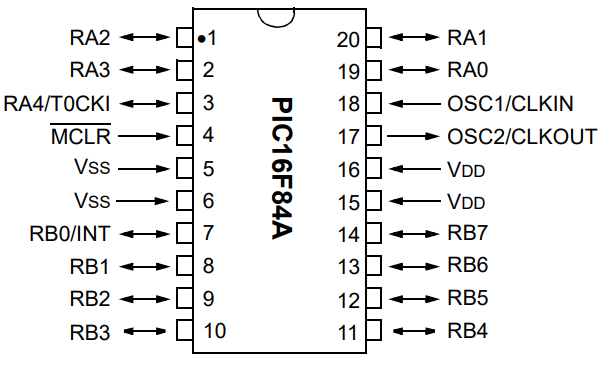 RA2 •1 20 RA1
RA3 2 19 RA0
RA4/T0CKI 3 18 OSC1/CLKIN
MCLR 4 17 OSC2/CLKOUT
VSS 5 16 VDD
VSS 6 15 VDD
RB0/INT 7 14 RB7
RB1 8 13 RB6
RB2 9 12 RB5
RB3 10 11 RB4
PIC16F84A